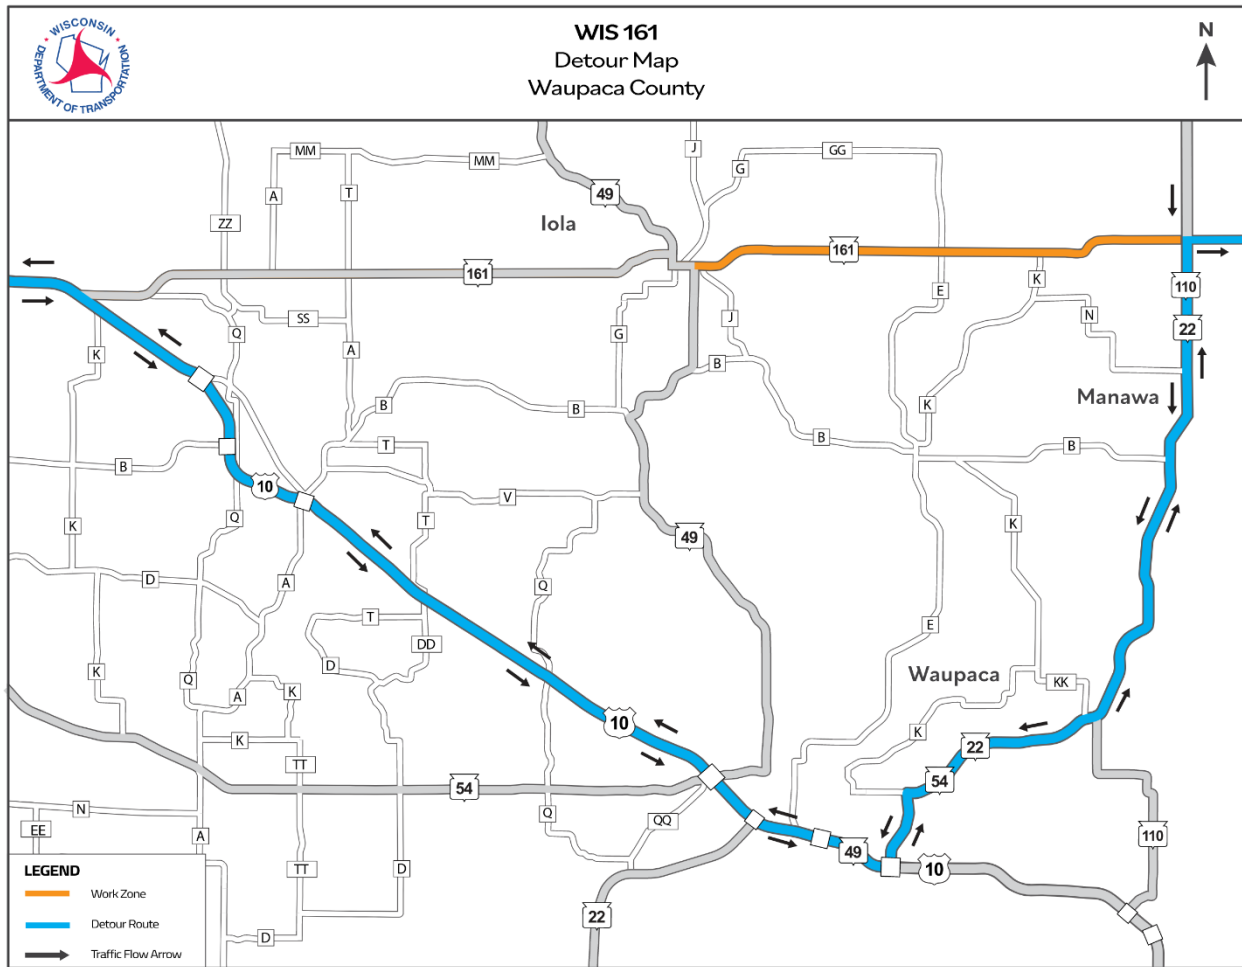 WISCONSIN
DEPARTMENT OF TRANSPORTATION
WIS 161
Detour Map
Waupaca County
N
MM
MM
J
GG
G
A
T
49
ZZ
Iola
161
161
K
E
110
N
22
SS
Q
G
J
K
A
B
Manawa
B
B
K
B
T
B
B
10
V
Q
T
K
K
49
D
A
Q
T
E
DD
D
K
Waupaca
Q
KK
A
K
10
K
22
K
TT
54
54
N
Q
QQ
EE
A
110
49
TT
D
10
LEGEND
Work Zone
22
Detour Route
D
Traffic Flow Arrow